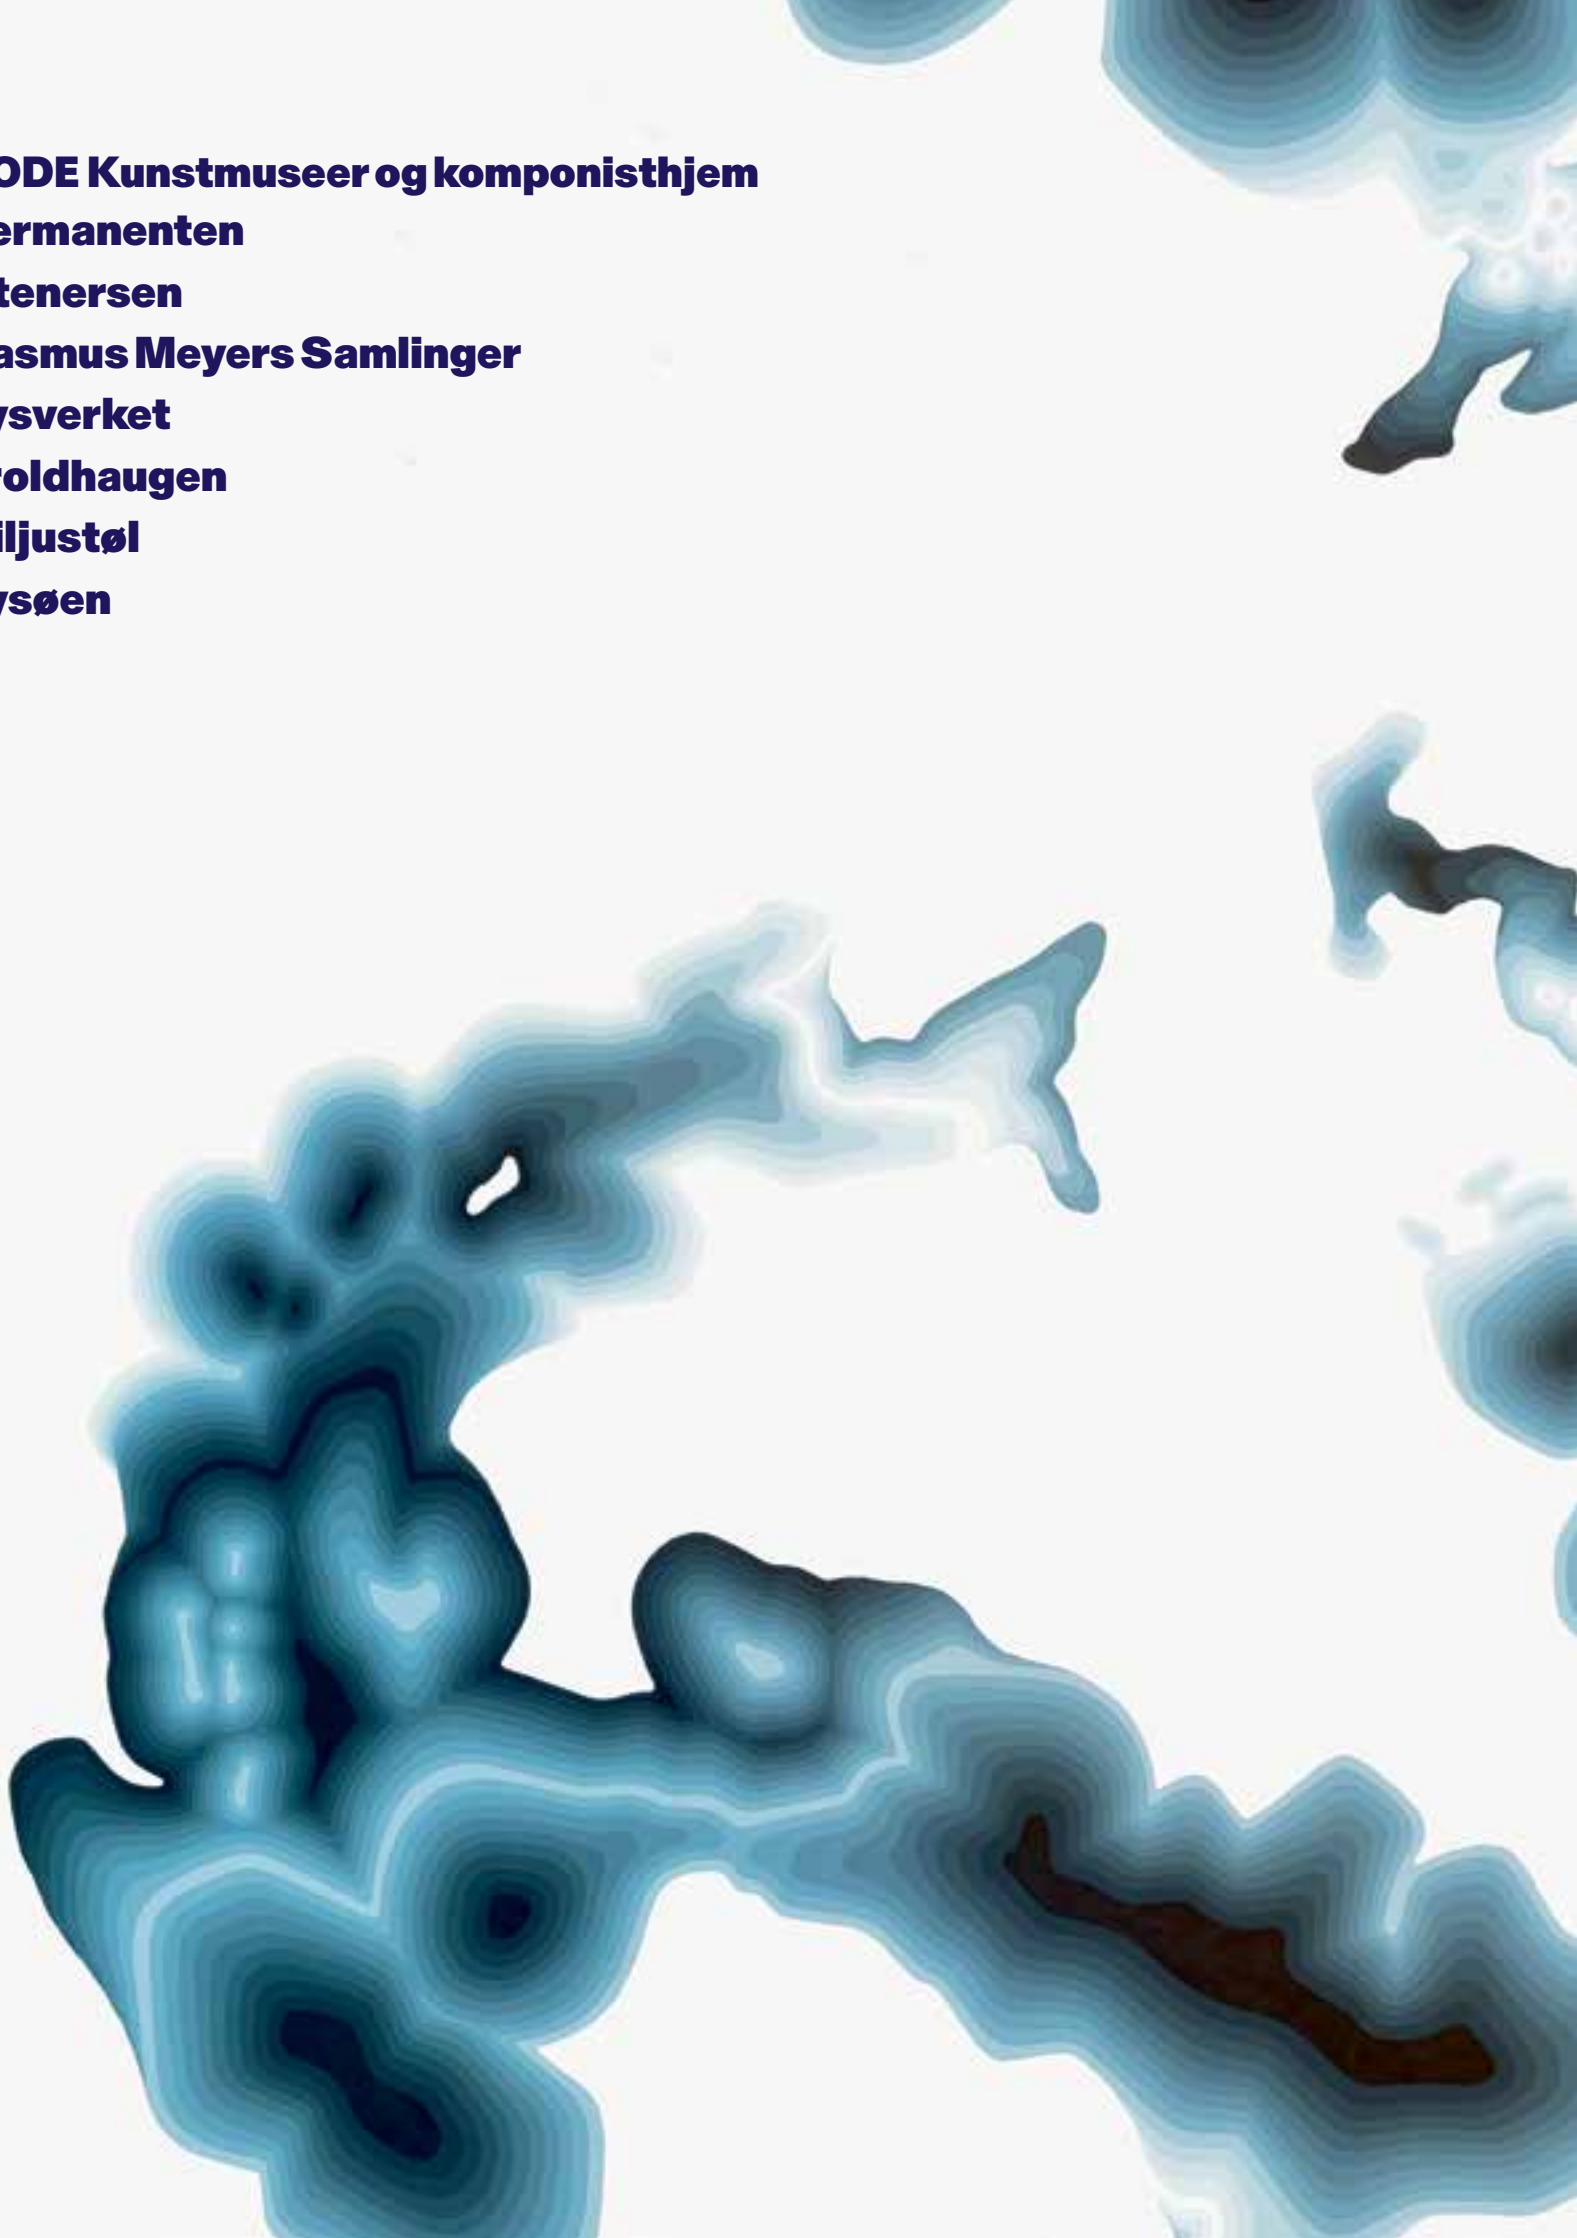 ODE Kunstmuseer og komponisthjem
ermanenten
tenersen
asmus Meyers Samlinger
ysverket
roldhaugen
iljustøl
ysøen